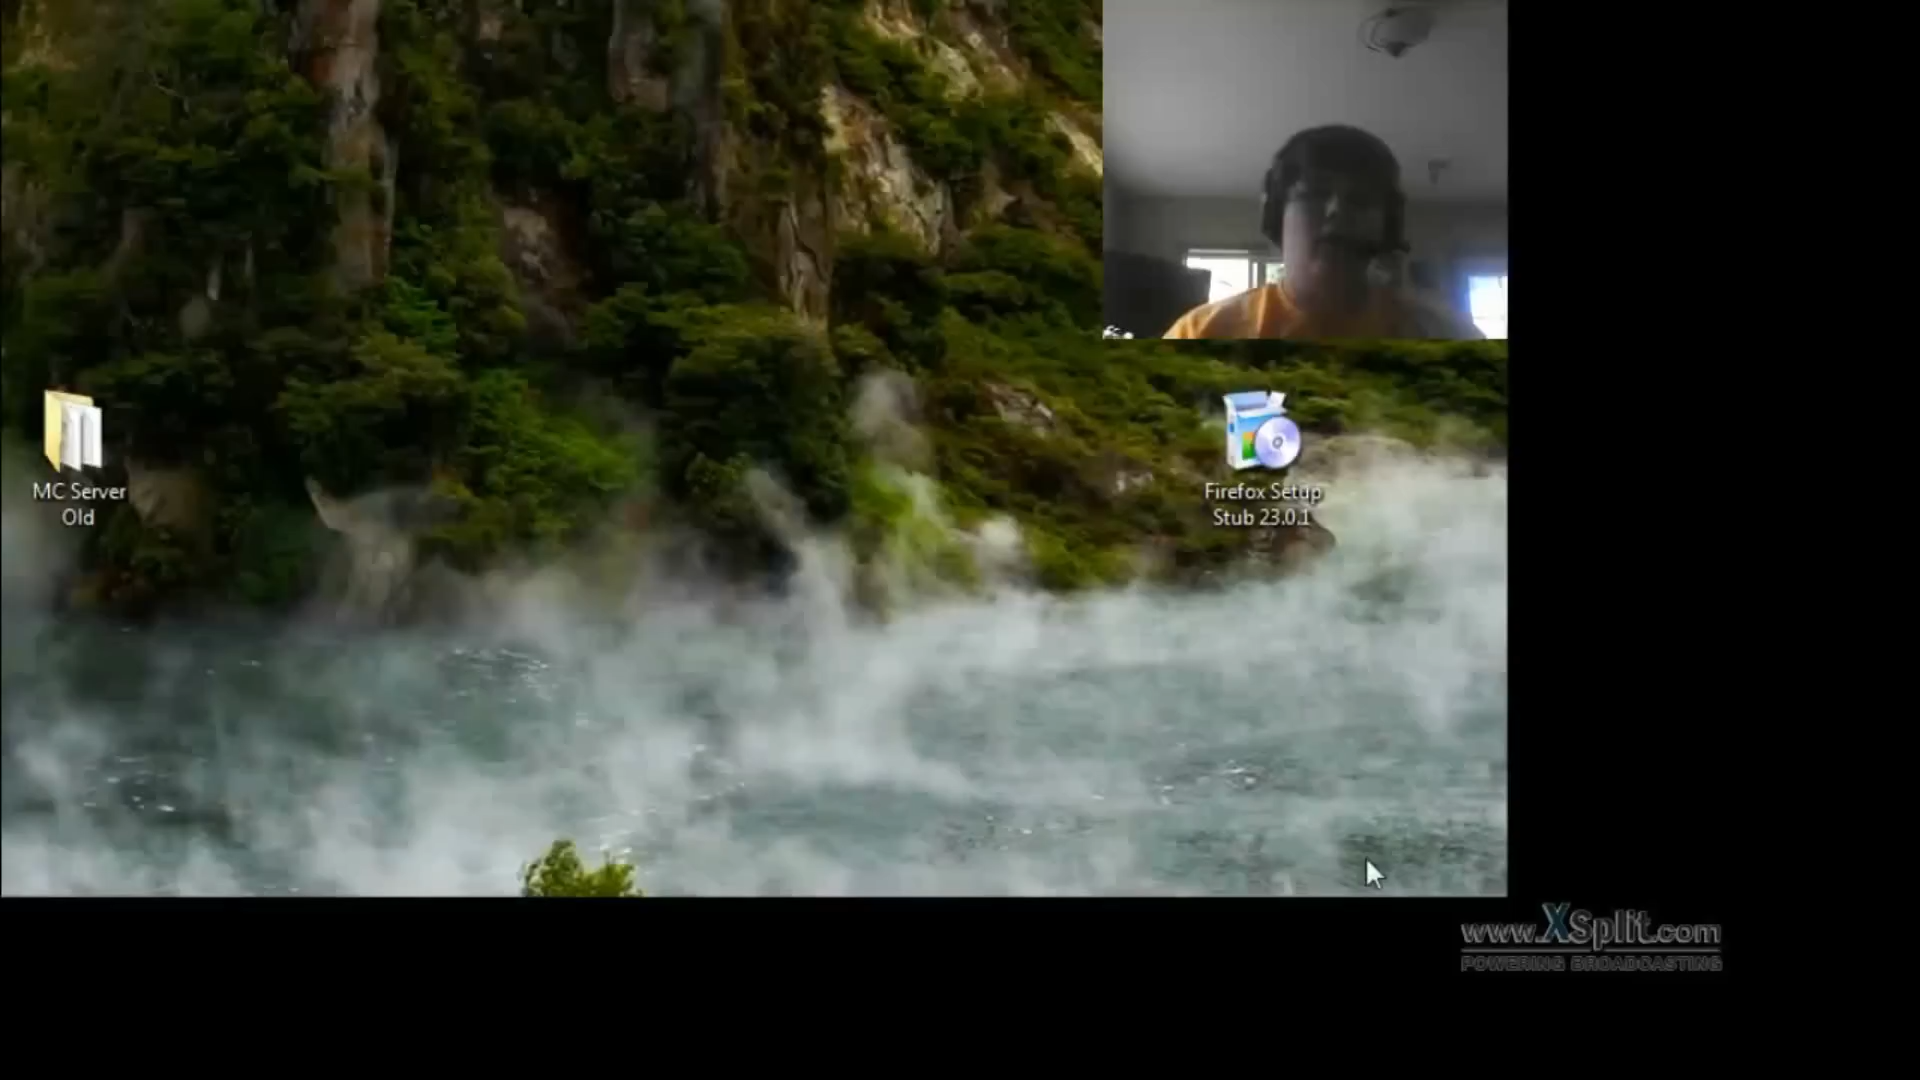 MC Server
Old
Firefox Setup
Stub 23.0.1
www.XSplit.com
POWERING BROADCASTING